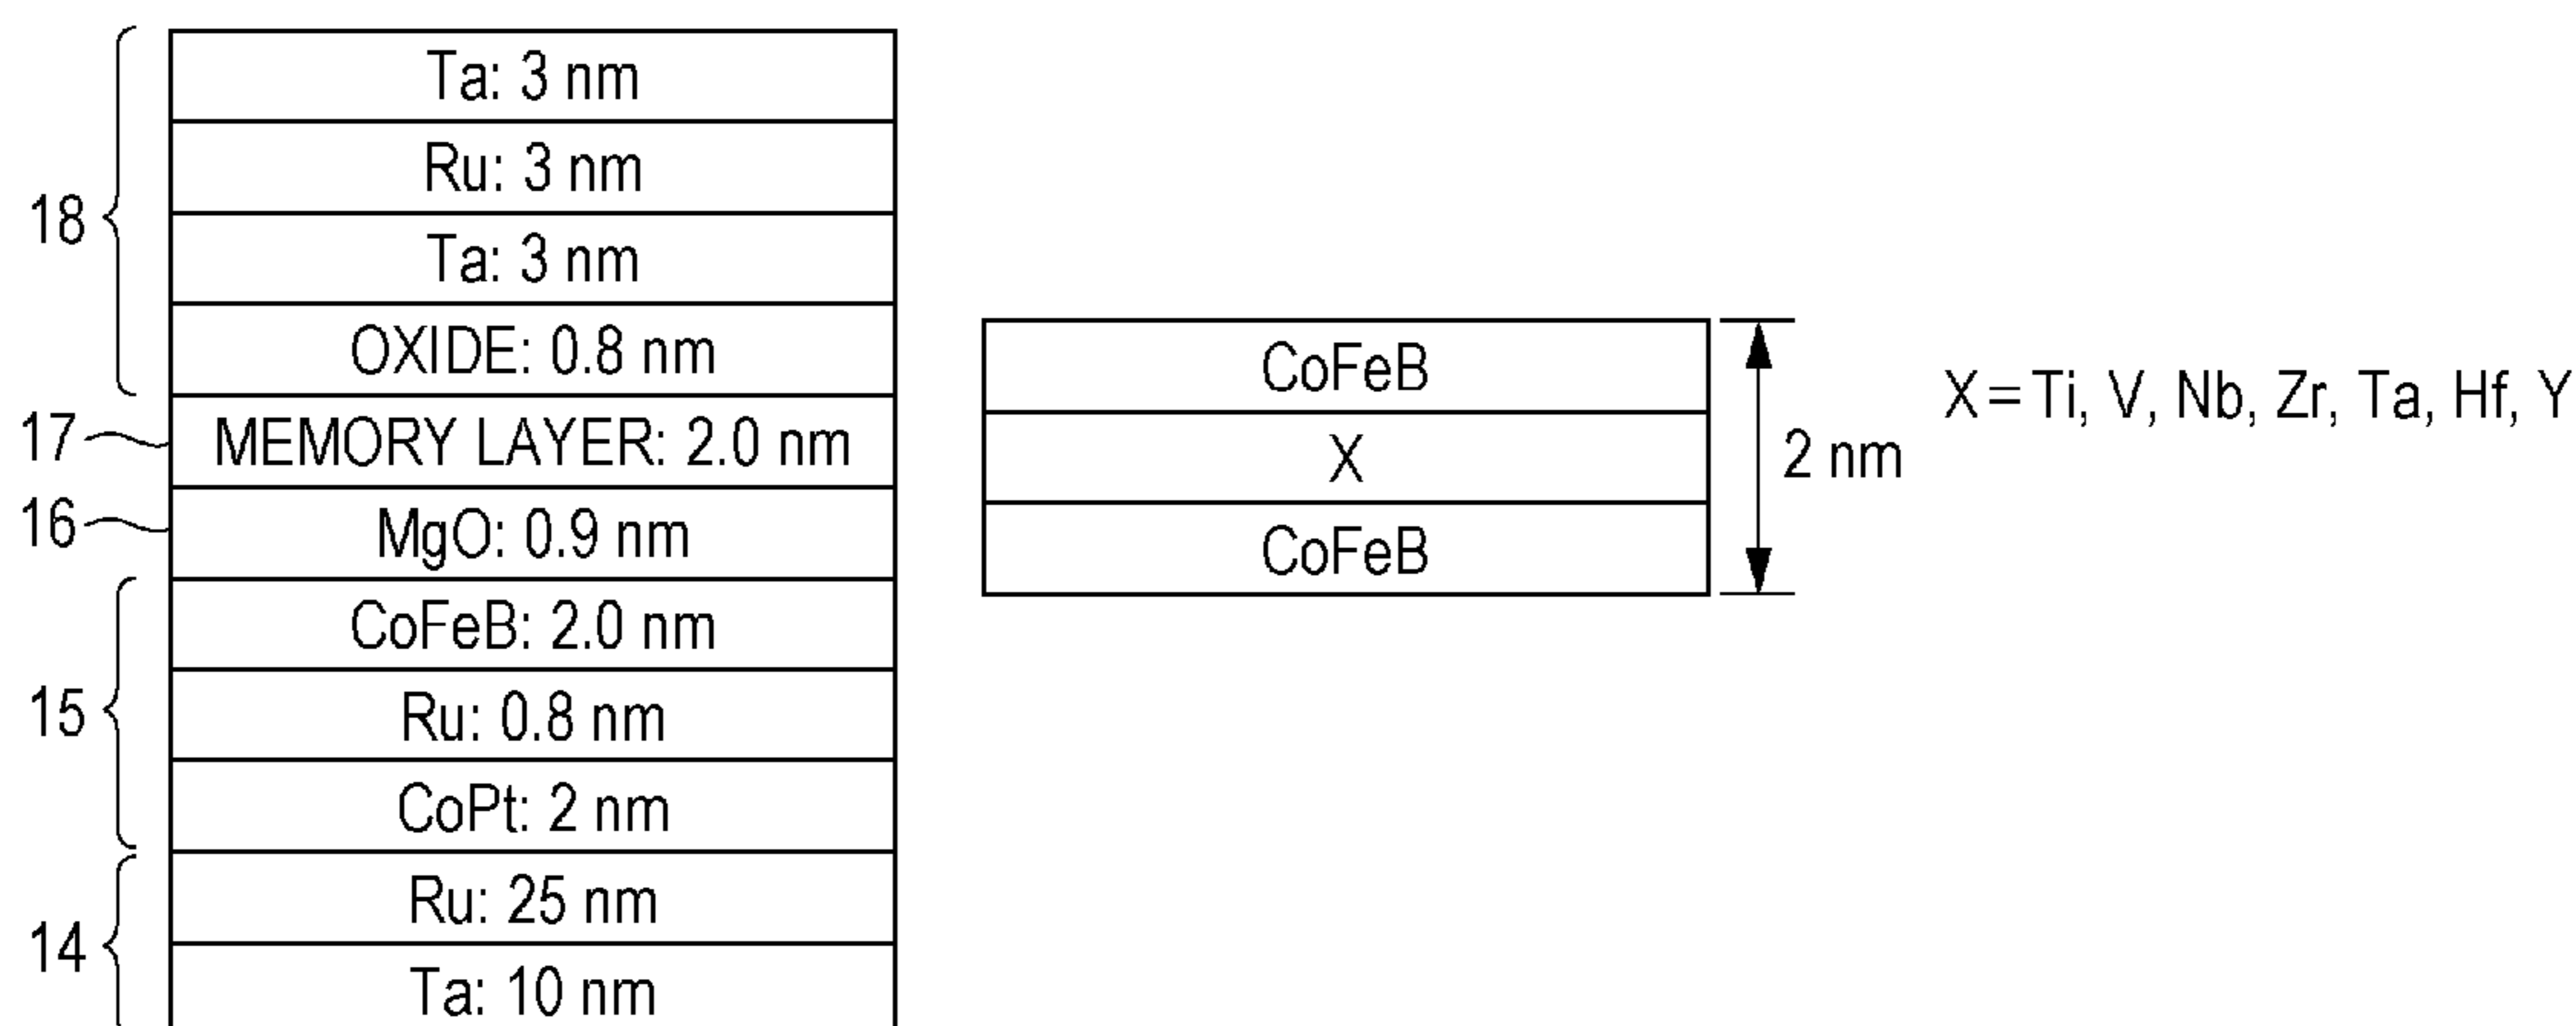 18
Ta: 3 nm
Ru: 3 nm
Ta: 3 nm
OXIDE: 0.8 nm
17
MEMORY LAYER: 2.0 nm
16
MgO: 0.9 nm
15
CoFeB: 2.0 nm
Ru: 0.8 nm
CoPt: 2 nm
14
Ru: 25 nm
Ta: 10 nm
CoFeB
X
CoFeB
2 nm
X = Ti, V, Nb, Zr, Ta, Hf, Y